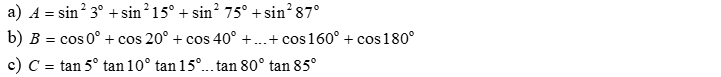 a) A = sin² 3° + sin² 15° + sin² 75° + sin² 87°
b) B = cos 0° + cos 20° + cos 40° + ... + cos 160° + cos 180°
c) C = tan 5° tan 10° tan 15° ... tan 80° tan 85°